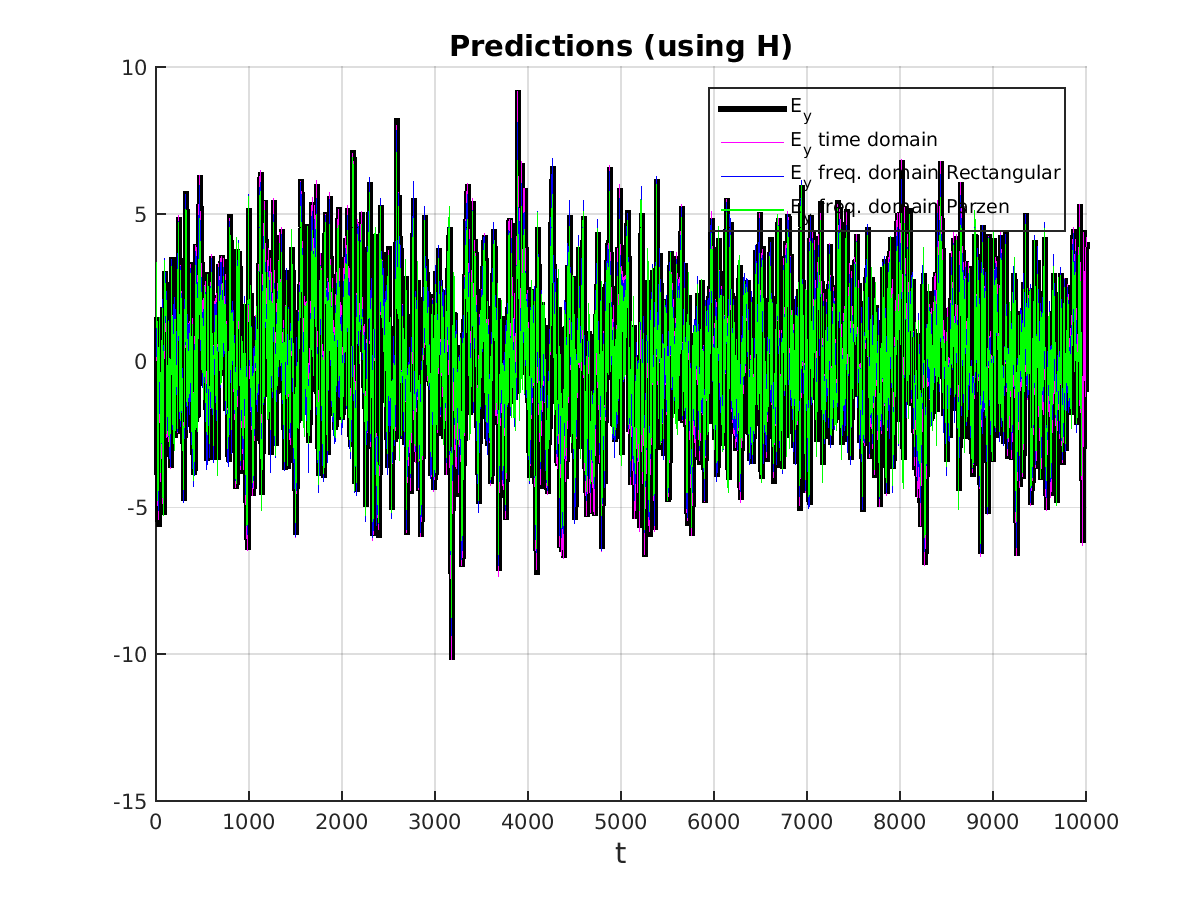 Predictions (using H)
10
5
0
-5
-10
-15
E_y
E_y time domain
E_y freq. domain Rectangular
E_y freq. domain Parzen
0 1000 2000 3000 4000 5000 6000 7000 8000 9000 10000
t